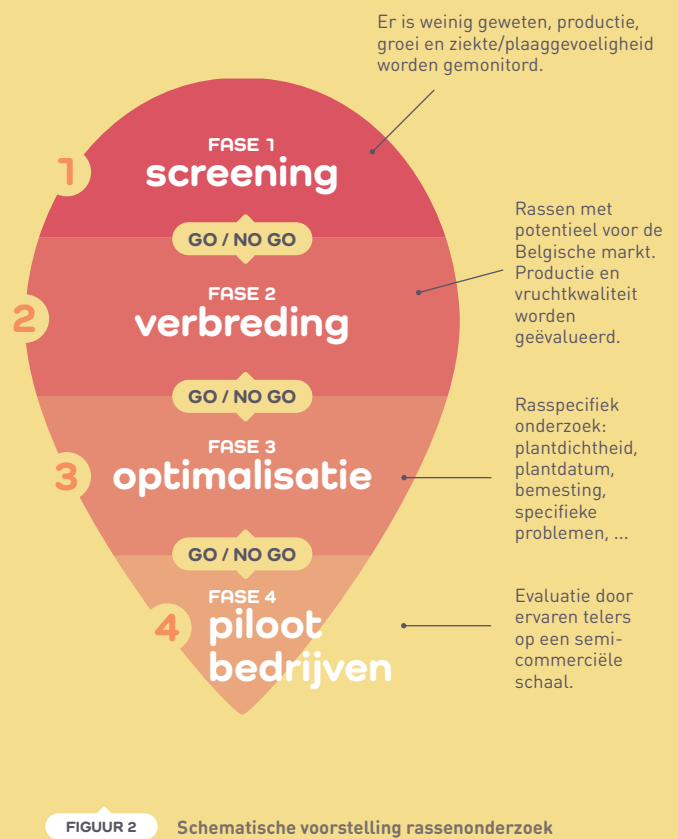 Er is weinig geweten, productie,
groei en ziekte/plaaggevoeligheid
worden gemonitord.
1
FASE 1
screening
GO / NO GO
Rassen met
potentieel voor de
Belgische markt.
Productie en
vruchtkwaliteit
worden
geëvalueerd.
2
FASE 2
verbreding
GO / NO GO
Rasspecifiek
onderzoek:
plantdichtheid,
plantdatum,
bemesting,
specifieke
problemen, ...
3
FASE 3
optimalisatie
GO / NO GO
Evaluatie door
ervaren telers
op een semi-
commerciële
schaal.
4
FASE 4
piloot
bedrijven
FIGUUR 2 Schematische voorstelling rassenonderzoek